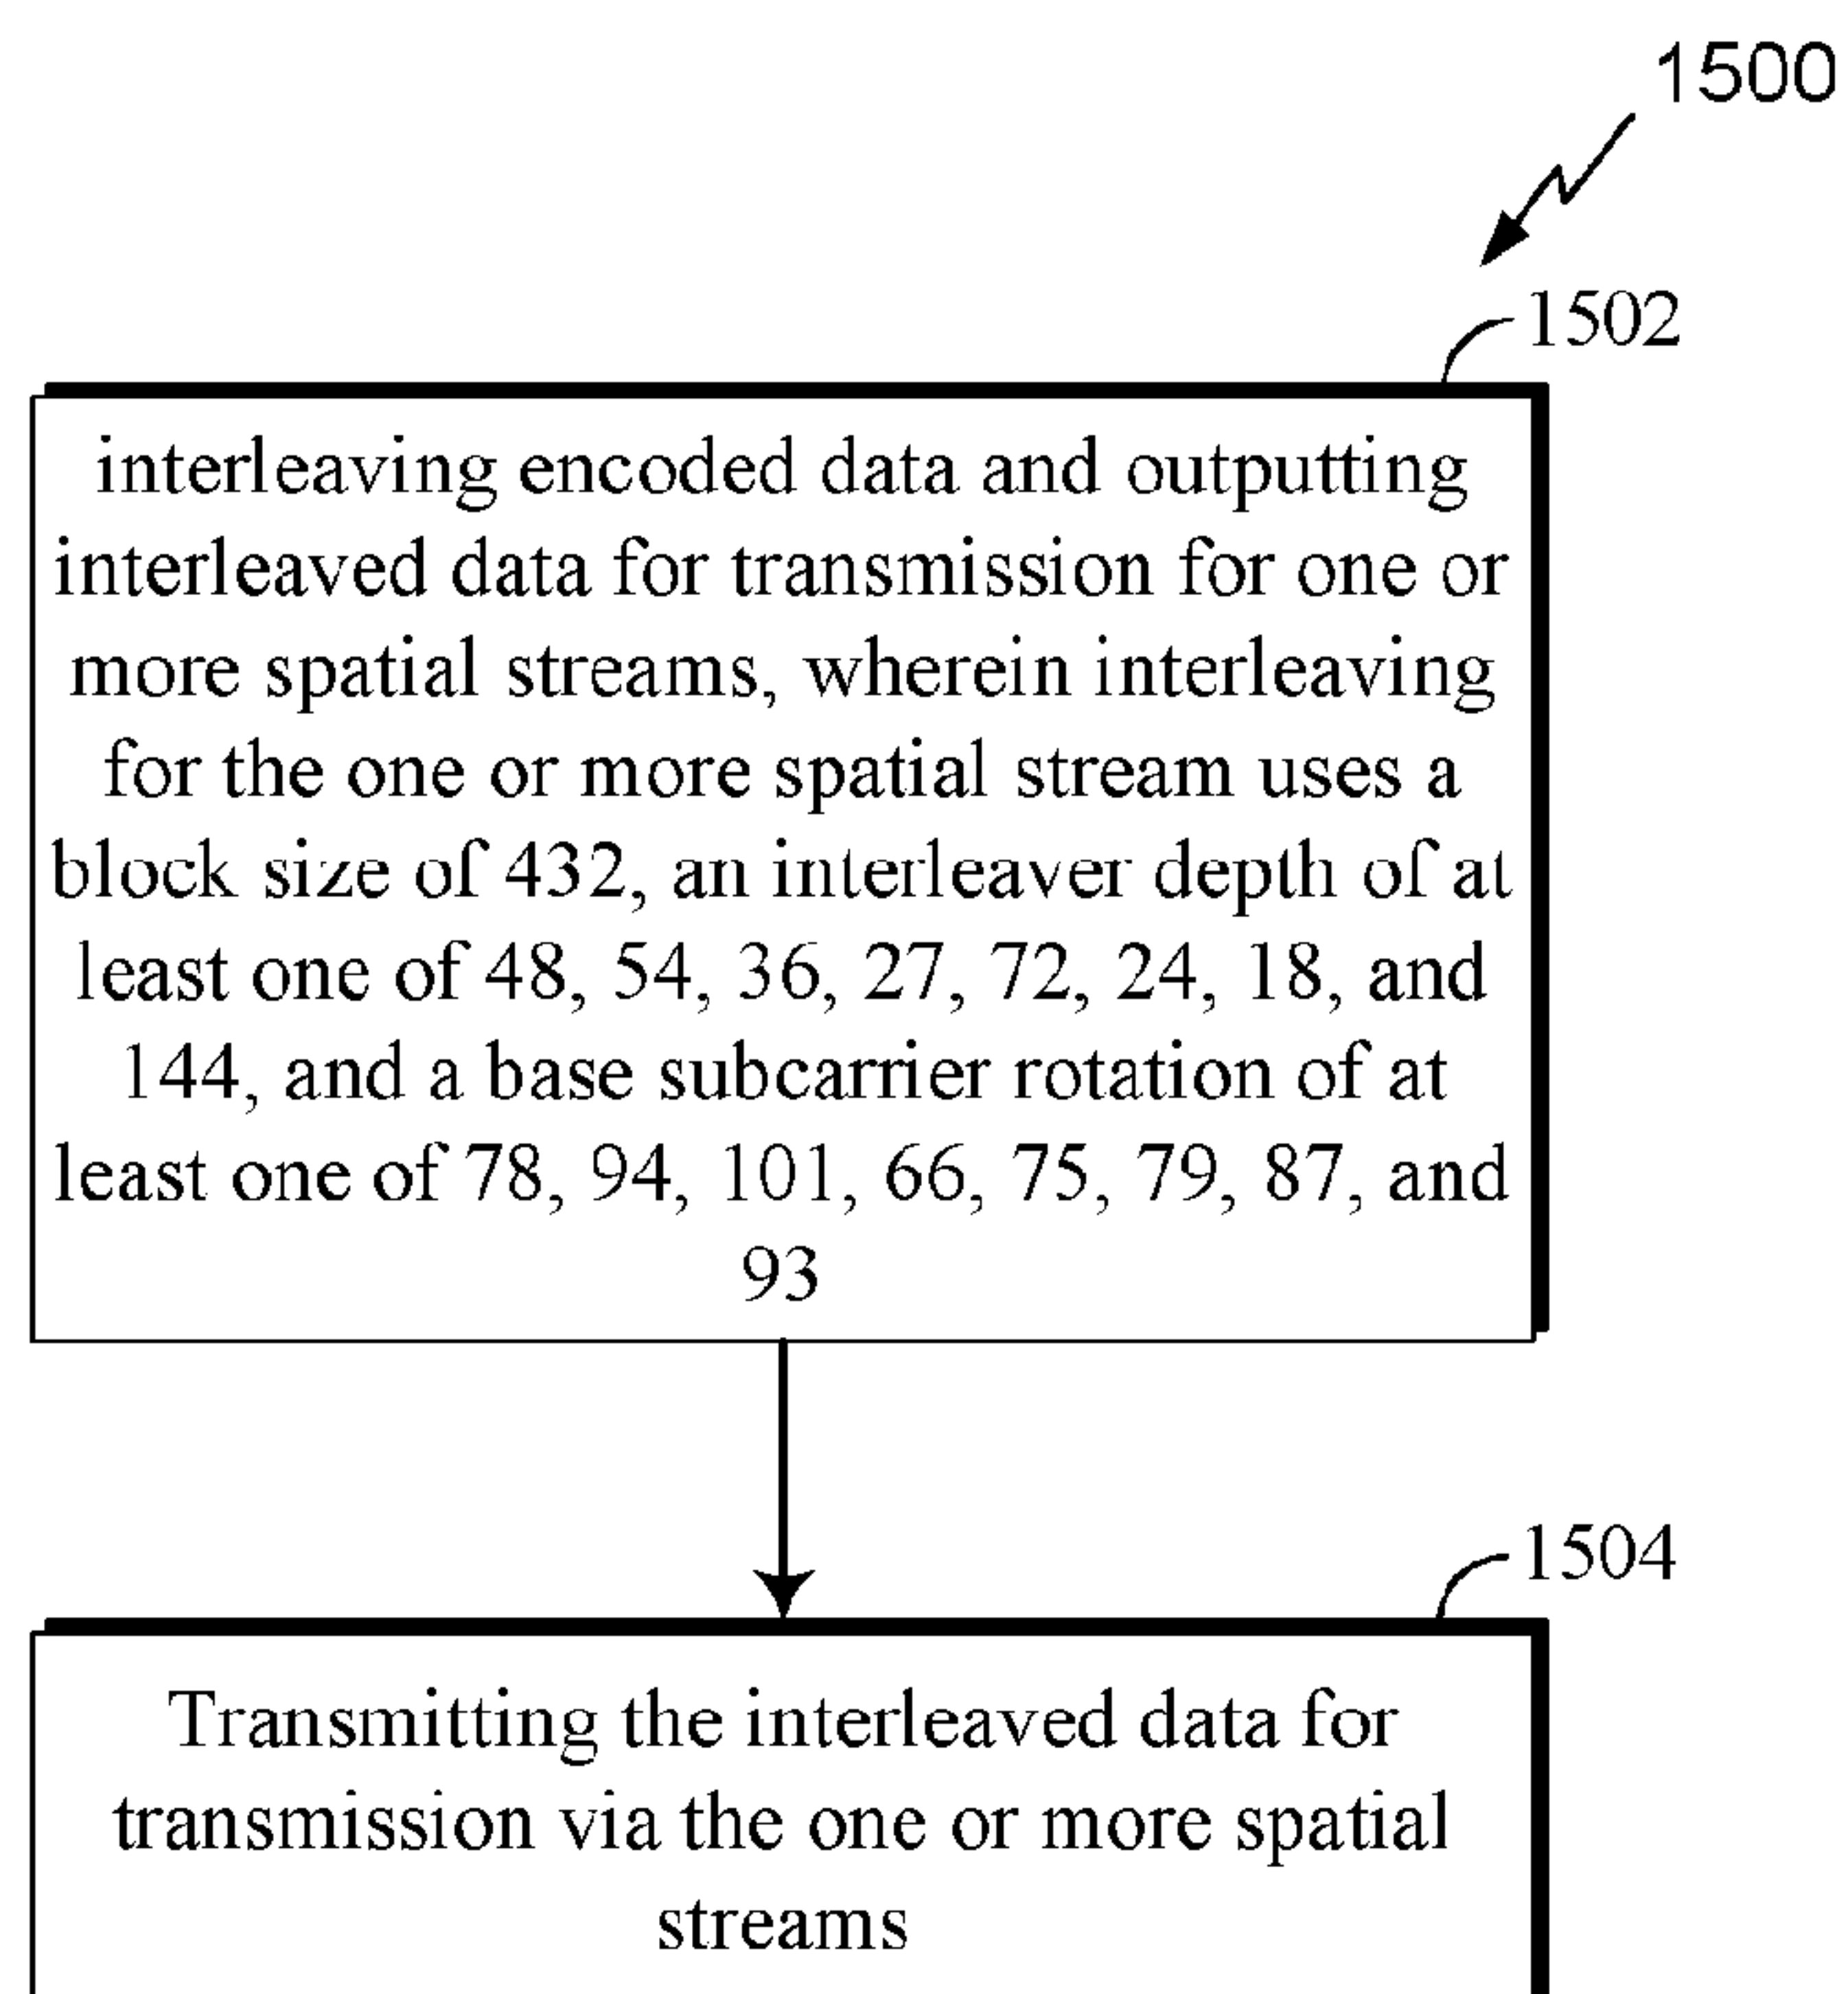 1500
1502
interleaving encoded data and outputting
interleaved data for transmission for one or
more spatial streams, wherein interleaving
for the one or more spatial stream uses a
block size of 432, an interleaver depth of at
least one of 48, 54, 36, 27, 72, 24, 18, and
144, and a base subcarrier rotation of at
least one of 78, 94, 101, 66, 75, 79, 87, and
93
1504
Transmitting the interleaved data for
transmission via the one or more spatial
streams